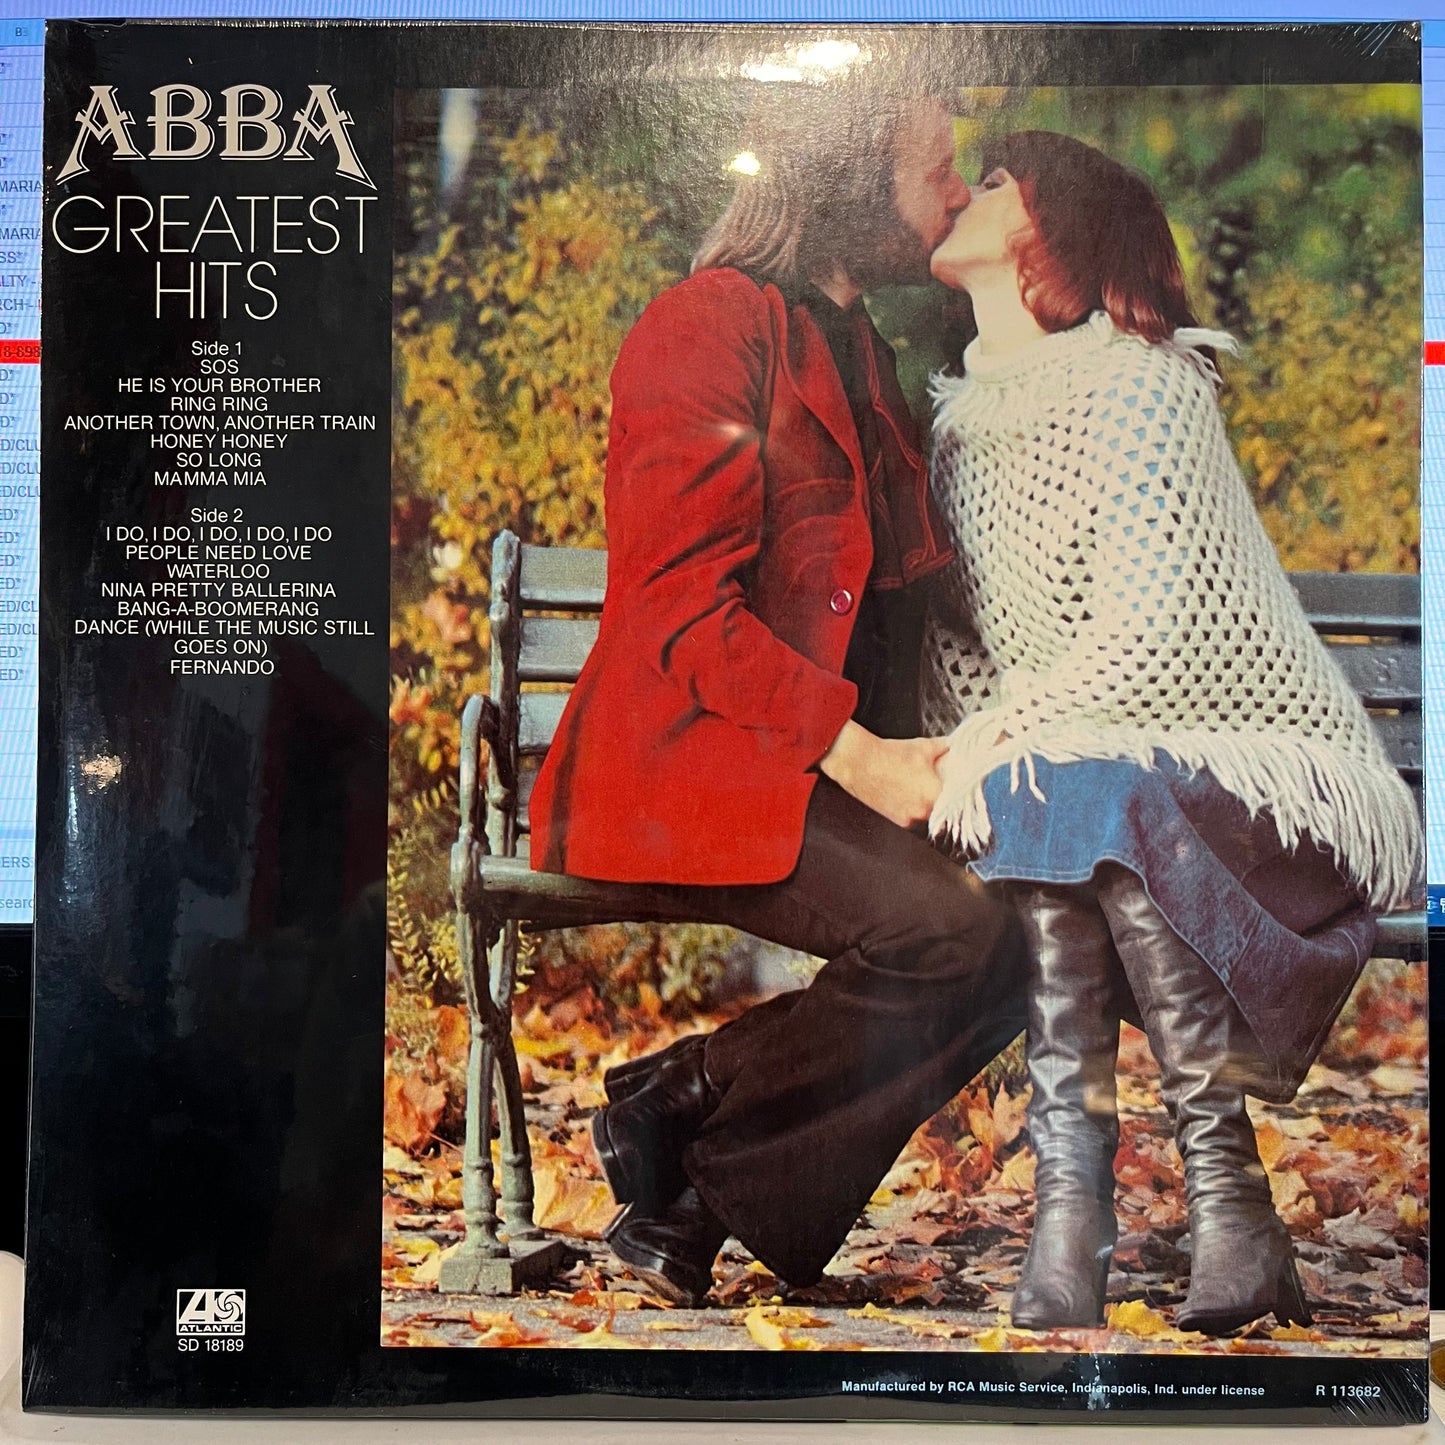 ABBA
GREATEST
HITS
Side 1
SOS
HE IS YOUR BROTHER
RING RING
ANOTHER TOWN, ANOTHER TRAIN
HONEY HONEY
SO LONG
MAMMA MIA
Side 2
I DO, I DO, I DO, I DO, I DO
PEOPLE NEED LOVE
WATERLOO
NINA PRETTY BALLERINA
BANG-A-BOOMERANG
DANCE (WHILE THE MUSIC STILL
GOES ON)
FERNANDO
ATLANTIC
SD 18189
Manufactured by RCA Music Service, Indianapolis, Ind. under license
R 113682